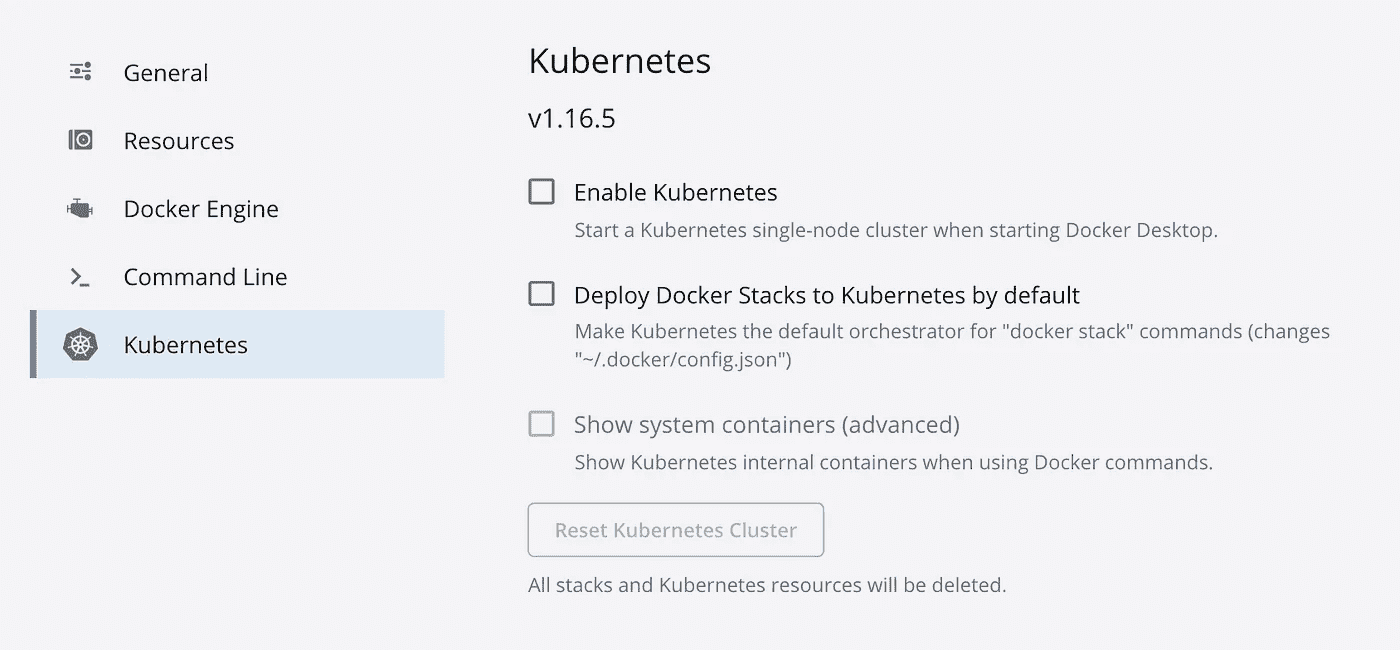 General
Resources
Docker Engine
Command Line
Kubernetes
Kubernetes
v1.16.5
Enable Kubernetes
Start a Kubernetes single-node cluster when starting Docker Desktop.
Deploy Docker Stacks to Kubernetes by default
Make Kubernetes the default orchestrator for "docker stack" commands (changes
"~/.docker/config.json")
Show system containers (advanced)
Show Kubernetes internal containers when using Docker commands.
Reset Kubernetes Cluster
All stacks and Kubernetes resources will be deleted.